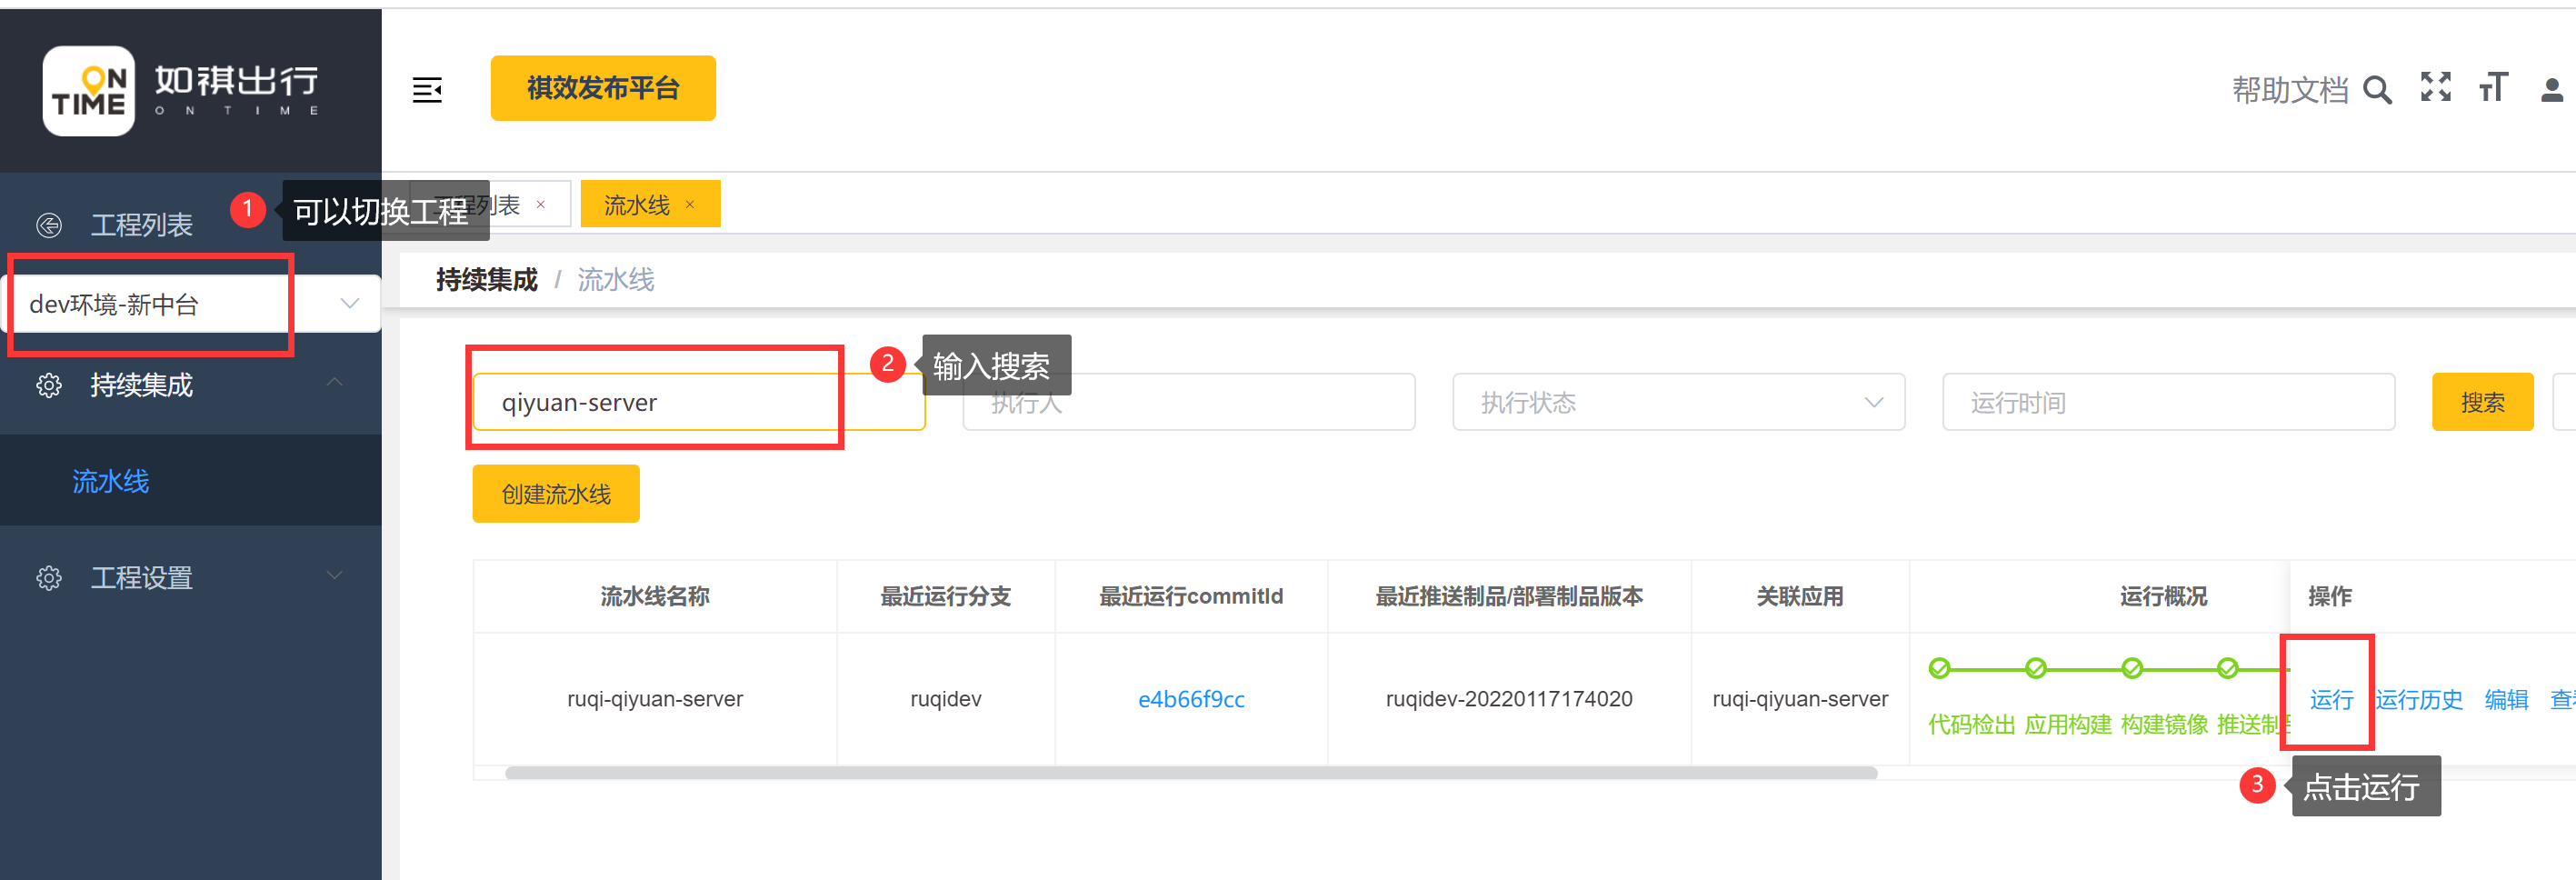 ON
TIME
如祺出行
ON TIME
祺效发布平台
帮助文档
工程列表
1
可以切换工程
工程列表 ×
流水线 ×
dev环境-新中台
持续集成 / 流水线
持续集成
流水线
工程设置
qiyuan-server
2
输入搜索
执行人
执行状态
运行时间
搜索
创建流水线
流水线名称
最近运行分支
最近运行commitId
最近推送制品/部署制品版本
关联应用
运行概况
操作
ruqi-qiyuan-server
ruqidev
e4b66f9cc
ruqidev-20220117174020
ruqi-qiyuan-server
代码检出 应用构建 构建镜像 推送制
运行 运行历史 编辑 查
3
点击运行